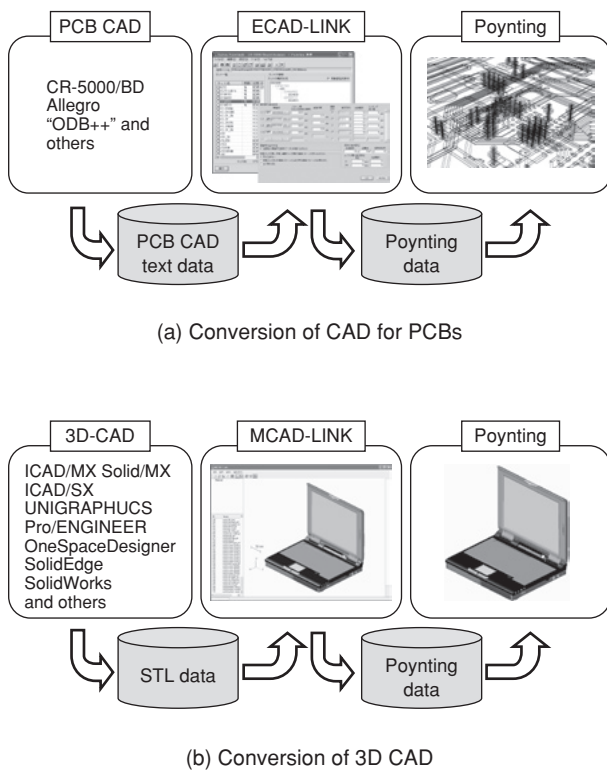 PCB CAD
ECAD-LINK
Poynting
CR-5000/BD
Allegro
“ODB++” and
others
PCB CAD
text data
Poynting
data
(a) Conversion of CAD for PCBs
3D-CAD
MCAD-LINK
Poynting
ICAD/MX Solid/MX
ICAD/SX
UNIGRAPHUCS
Pro/ENGINEER
OneSpaceDesigner
SolidEdge
SolidWorks
and others
STL data
Poynting
data
(b) Conversion of 3D CAD